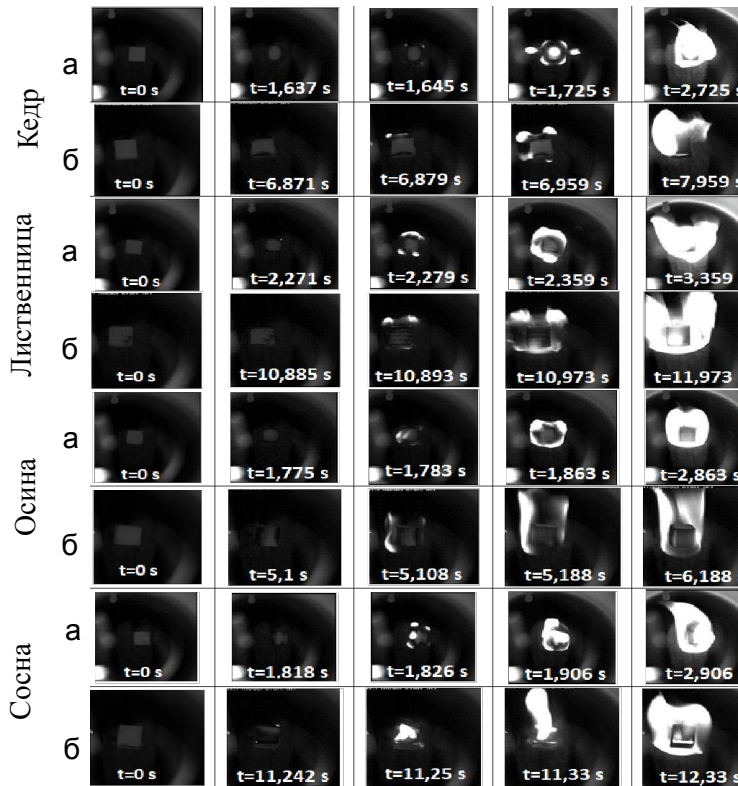 Кедр
а
t=0 s
t=1,637 s
t=1,645 s
t=1,725 s
t=2,725 s
б
t=0 s
t=6,871 s
t=6,879 s
t=6,959 s
t=7,959 s
Лиственница
а
t=0 s
t=2,271 s
t=2,279 s
t=2.359 s
t=3,359
б
t=0 s
t=10,885 s
t=10,893 s
t=10,973 s
t=11,973
Осина
а
t=0 s
t=1,775 s
t=1,783 s
t=1,863 s
t=2,863 s
б
t=0 s
t=5,1 s
t=5,108 s
t=5,188 s
t=6,188
Сосна
а
t=0 s
t=1.818 s
t=1,826 s
t=1,906 s
t=2,906
б
t=0 s
t=11,242 s
t=11,25 s
t=11,33 s
t=12,33 s